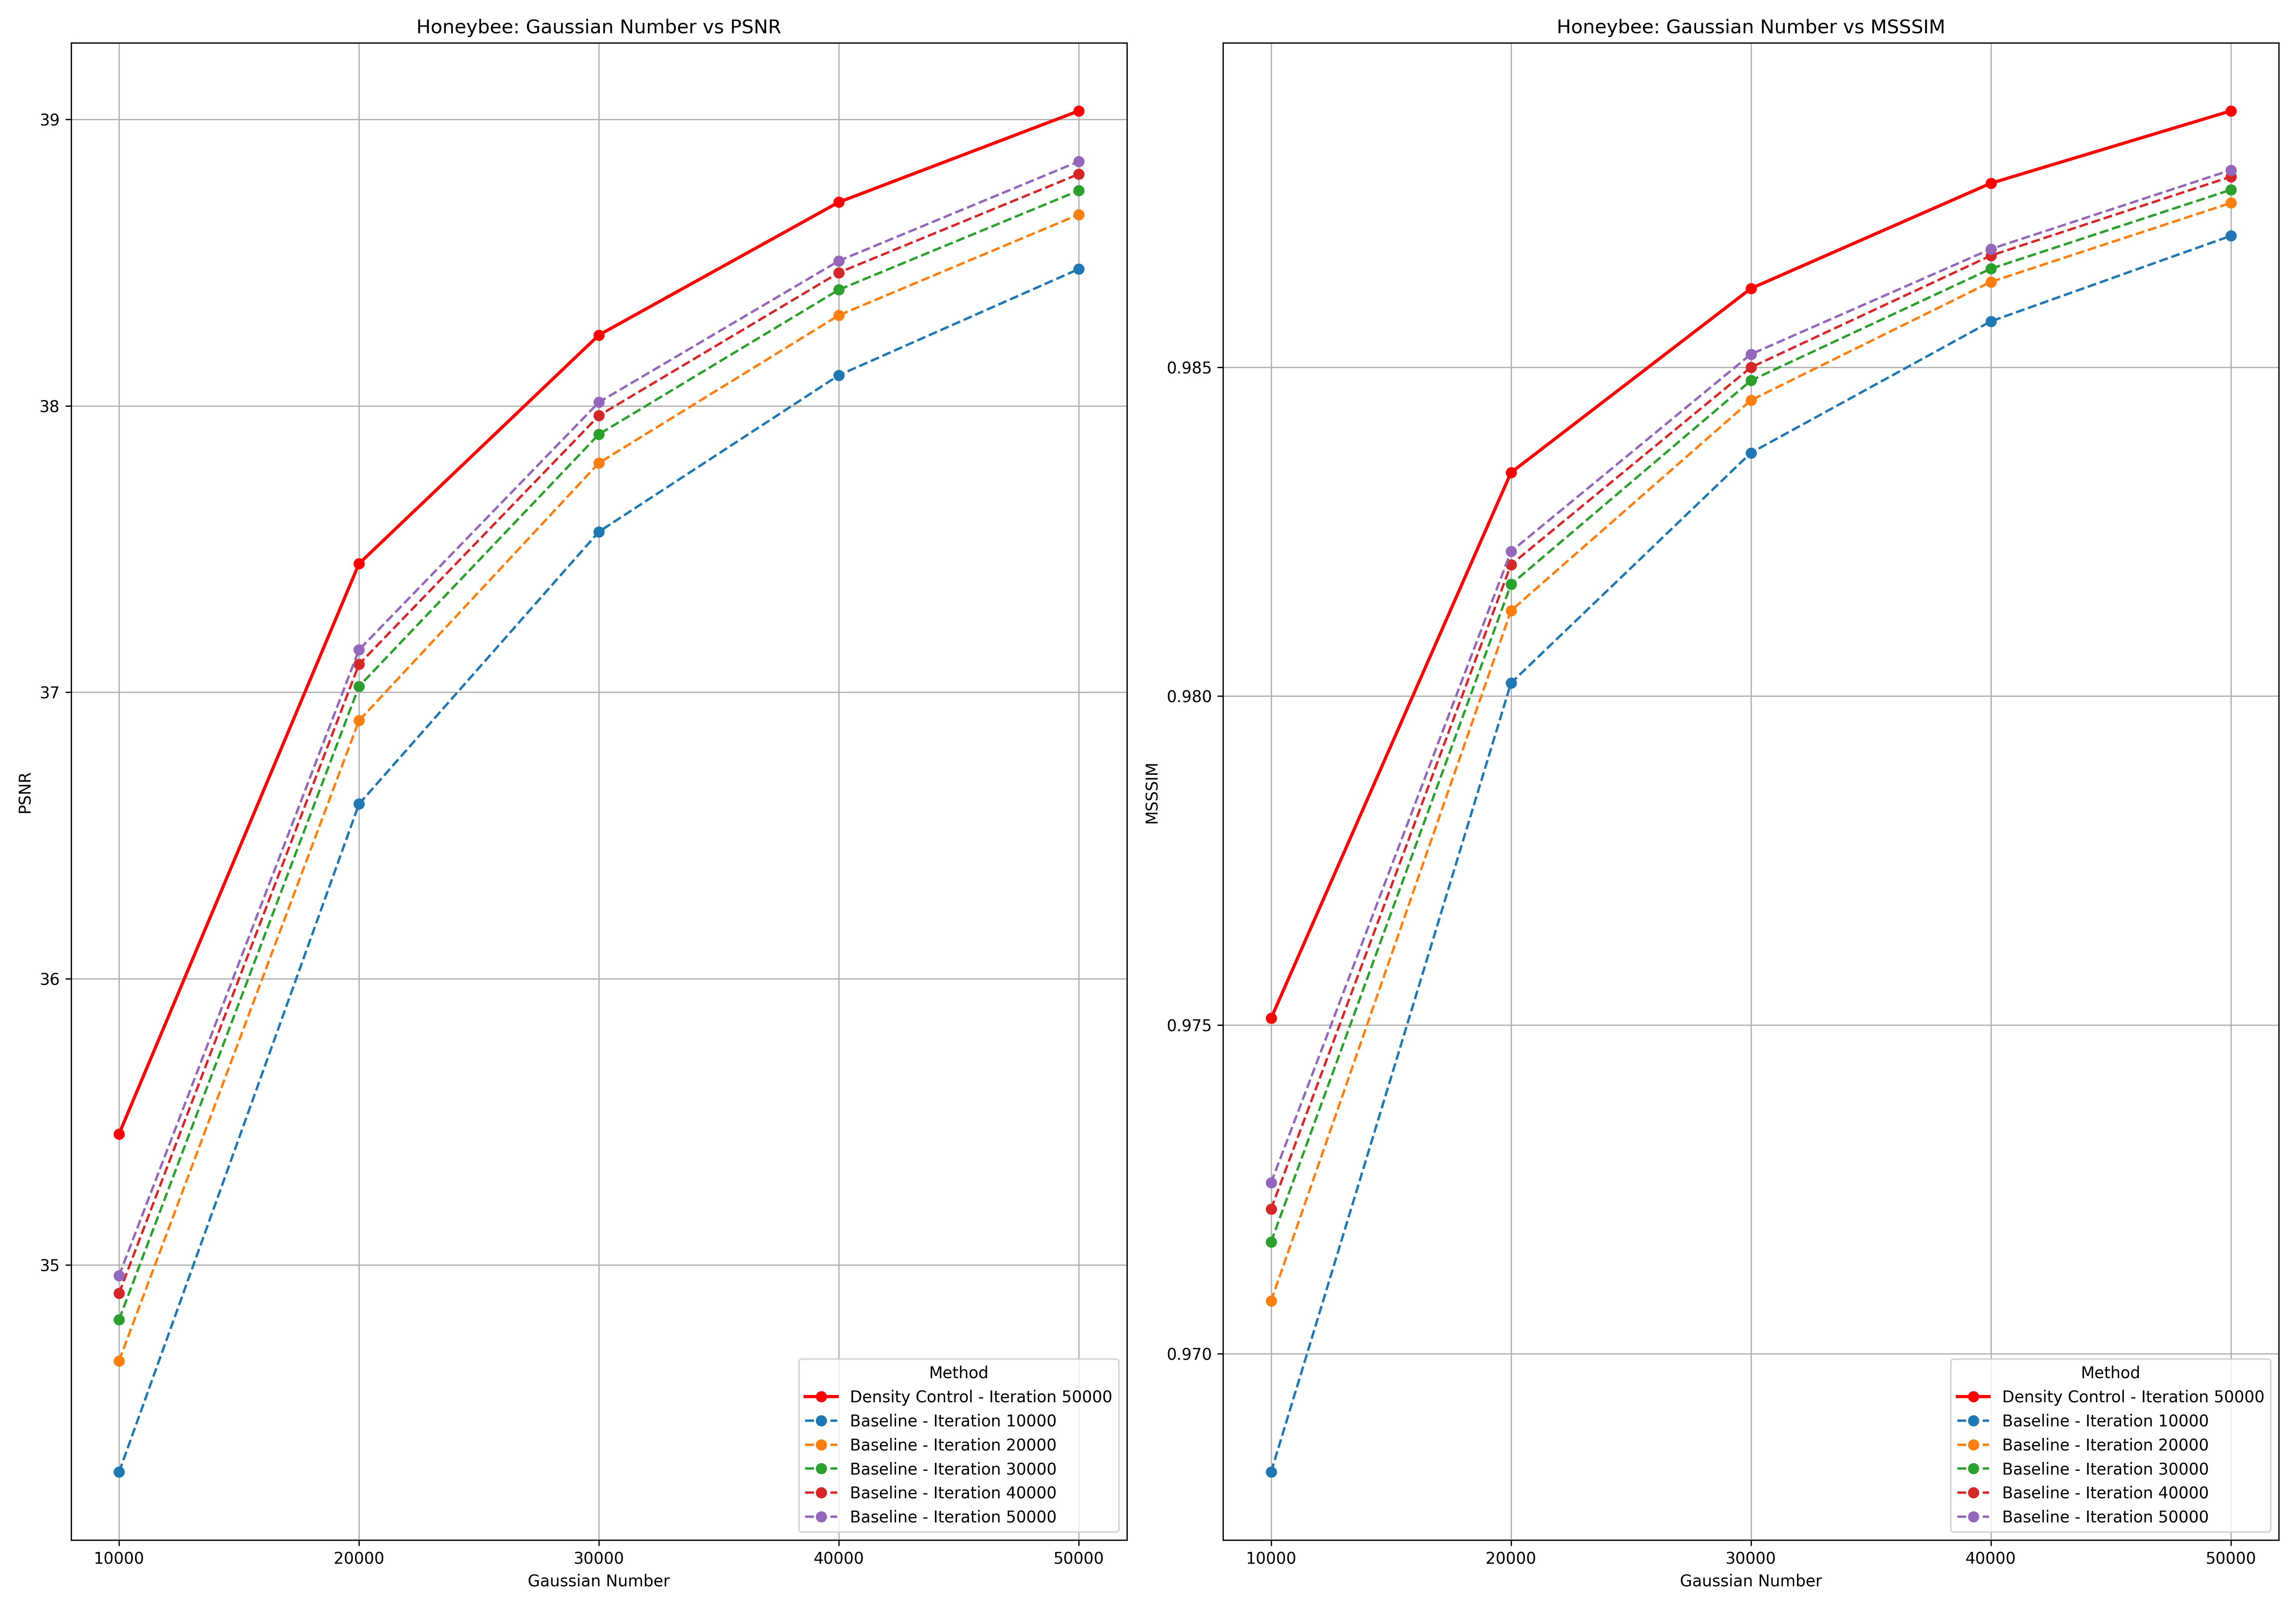 Honeybee: Gaussian Number vs PSNR
39
38
37
36
35
PSNR
10000
20000
30000
40000
50000
Gaussian Number
Method
Density Control - Iteration 50000
Baseline - Iteration 10000
Baseline - Iteration 20000
Baseline - Iteration 30000
Baseline - Iteration 40000
Baseline - Iteration 50000
Honeybee: Gaussian Number vs MSSSIM
0.985
0.980
0.975
0.970
MSSSIM
10000
20000
30000
40000
50000
Gaussian Number
Method
Density Control - Iteration 50000
Baseline - Iteration 10000
Baseline - Iteration 20000
Baseline - Iteration 30000
Baseline - Iteration 40000
Baseline - Iteration 50000